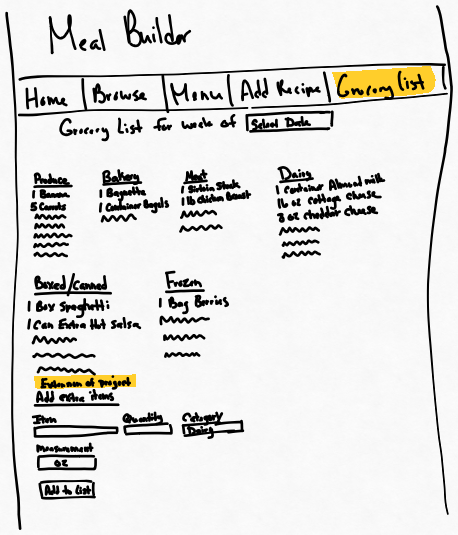 Meal Builder
Home Browse Menu Add Recipe Grocery list
Grocery List for week of Select Date
Produce
1 Banana
5 Carrots
Bakery
1 Baguette
1 Container Bagels
Meat
1 Sirloin Steak
1 lb Chicken Breast
Dairy
1 Container Almond milk
16 oz cottage cheese
3 oz cheddar cheese
Boxed/Canned
1 Box Spaghetti
1 Can Extra Hot Salsa
Frozen
1 Bag Berries
Extension of project
Add extra items
Item Quantity Category
Dairy
Measurement
oz
Add to list